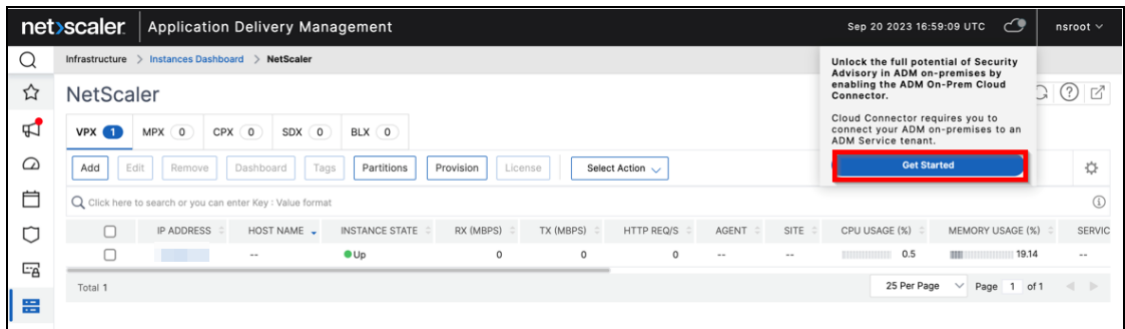 net>scaler. Application Delivery Management Sep 20 2023 16:59:09 UTC nsroot
Infrastructure > Instances Dashboard > NetScaler
Unlock the full potential of Security
Advisory in ADM on-premises by
enabling the ADM On-Prem Cloud
Connector.
Cloud Connector requires you to
connect your ADM on-premises to an
ADM Service tenant.
Get Started
NetScaler
VPX 1 MPX 0 CPX 0 SDX 0 BLX 0
Add Edit Remove Dashboard Tags Partitions Provision License Select Action
Click here to search or you can enter Key : Value format
IP ADDRESS HOST NAME INSTANCE STATE RX (MBPS) TX (MBPS) HTTP REQ/S AGENT SITE CPU USAGE (%) MEMORY USAGE (%) SERVIC
-- Up 0 0 0 -- -- 0.5 19.14 --
Total 1 25 Per Page Page 1 of 1